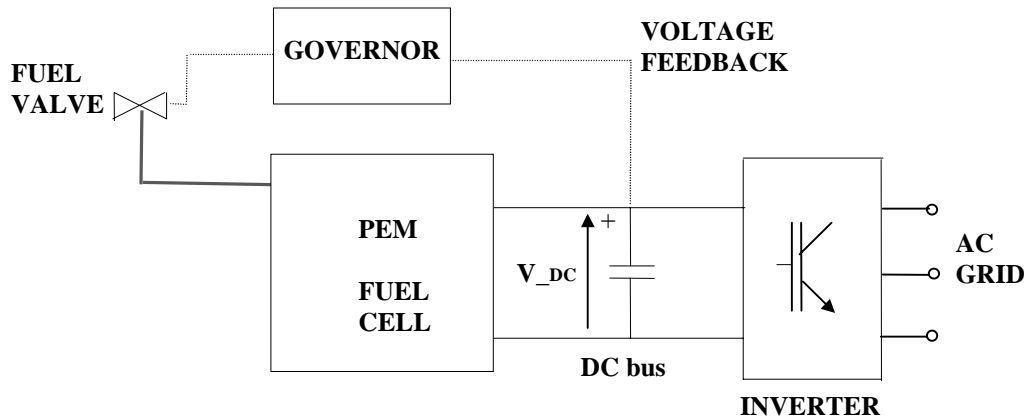 GOVERNOR
VOLTAGE
FEEDBACK
FUEL
VALVE
PEM
FUEL
CELL
+
V_DC
DC bus
AC
GRID
INVERTER